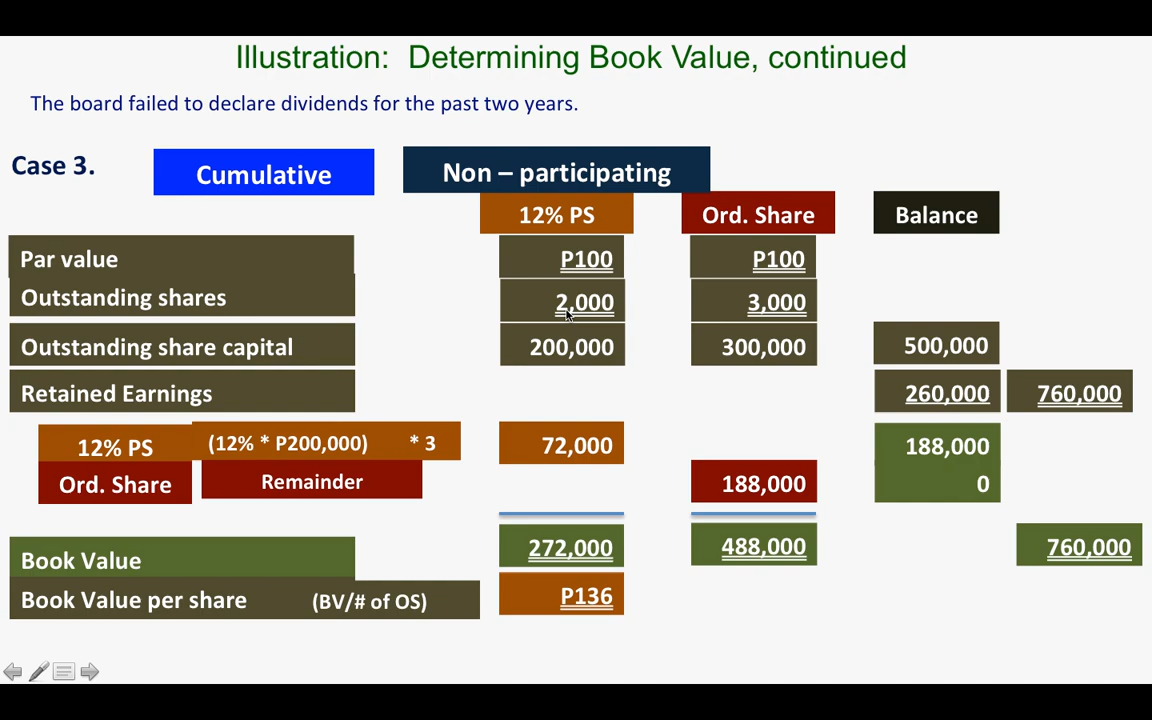 Illustration: Determining Book Value, continued
The board failed to declare dividends for the past two years.
Case 3. Cumulative Non – participating
12% PS Ord. Share Balance
Par value P100 P100
Outstanding shares 2,000 3,000
Outstanding share capital 200,000 300,000 500,000
Retained Earnings 260,000 760,000
12% PS (12% * P200,000) * 3 72,000 188,000
Ord. Share Remainder 188,000 0
Book Value 272,000 488,000 760,000
Book Value per share (BV/# of OS) P136